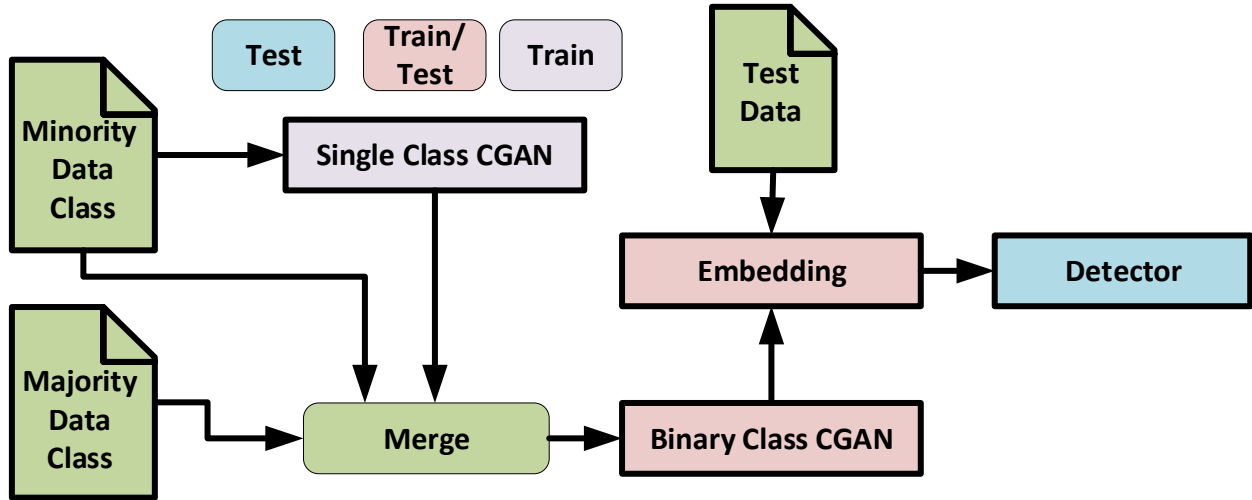 Test
Train/
Test
Train
Test
Data
Minority
Data
Class
Single Class CGAN
Embedding
Detector
Majority
Data
Class
Merge
Binary Class CGAN